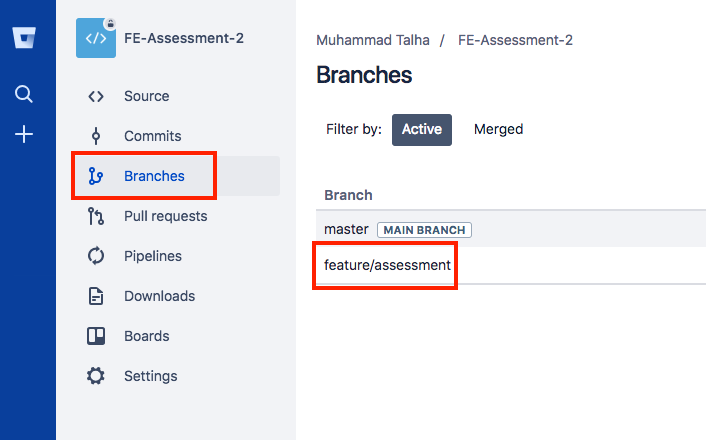 FE-Assessment-2
Source
Commits
Branches
Pull requests
Pipelines
Downloads
Boards
Settings
Muhammad Talha / FE-Assessment-2
Branches
Filter by: Active Merged
Branch
master MAIN BRANCH
feature/assessment